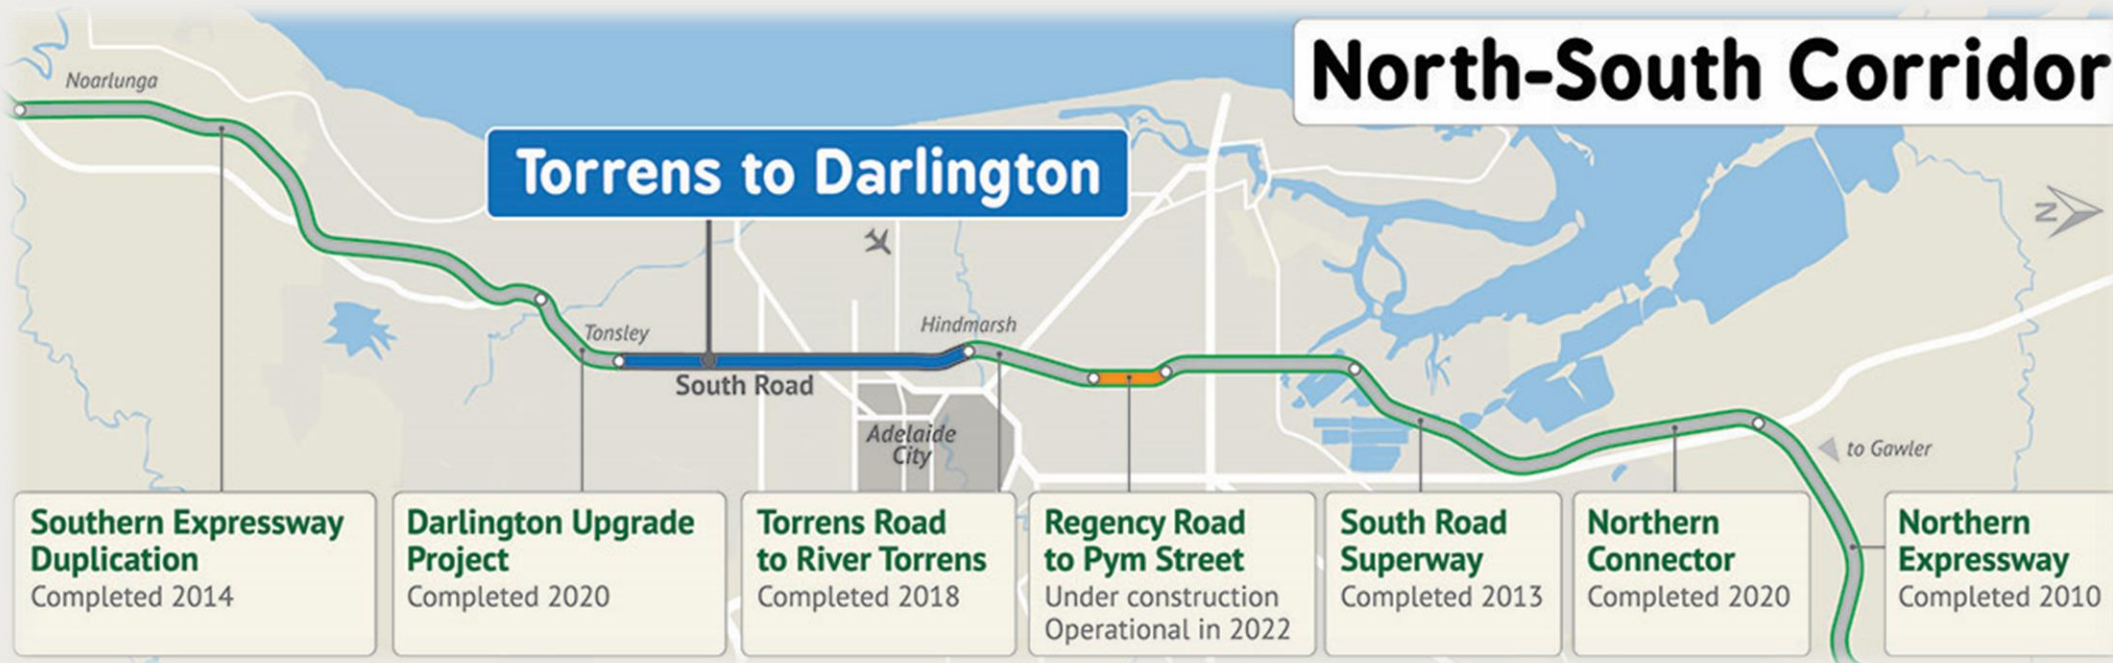 North-South Corridor
Noarlunga
Torrens to Darlington
N
Tonsley
Hindmarsh
South Road
Adelaide
City
to Gawler
Southern Expressway
Duplication
Completed 2014
Darlington Upgrade
Project
Completed 2020
Torrens Road
to River Torrens
Completed 2018
Regency Road
to Pym Street
Under construction
Operational in 2022
South Road
Superway
Completed 2013
Northern
Connector
Completed 2020
Northern
Expressway
Completed 2010